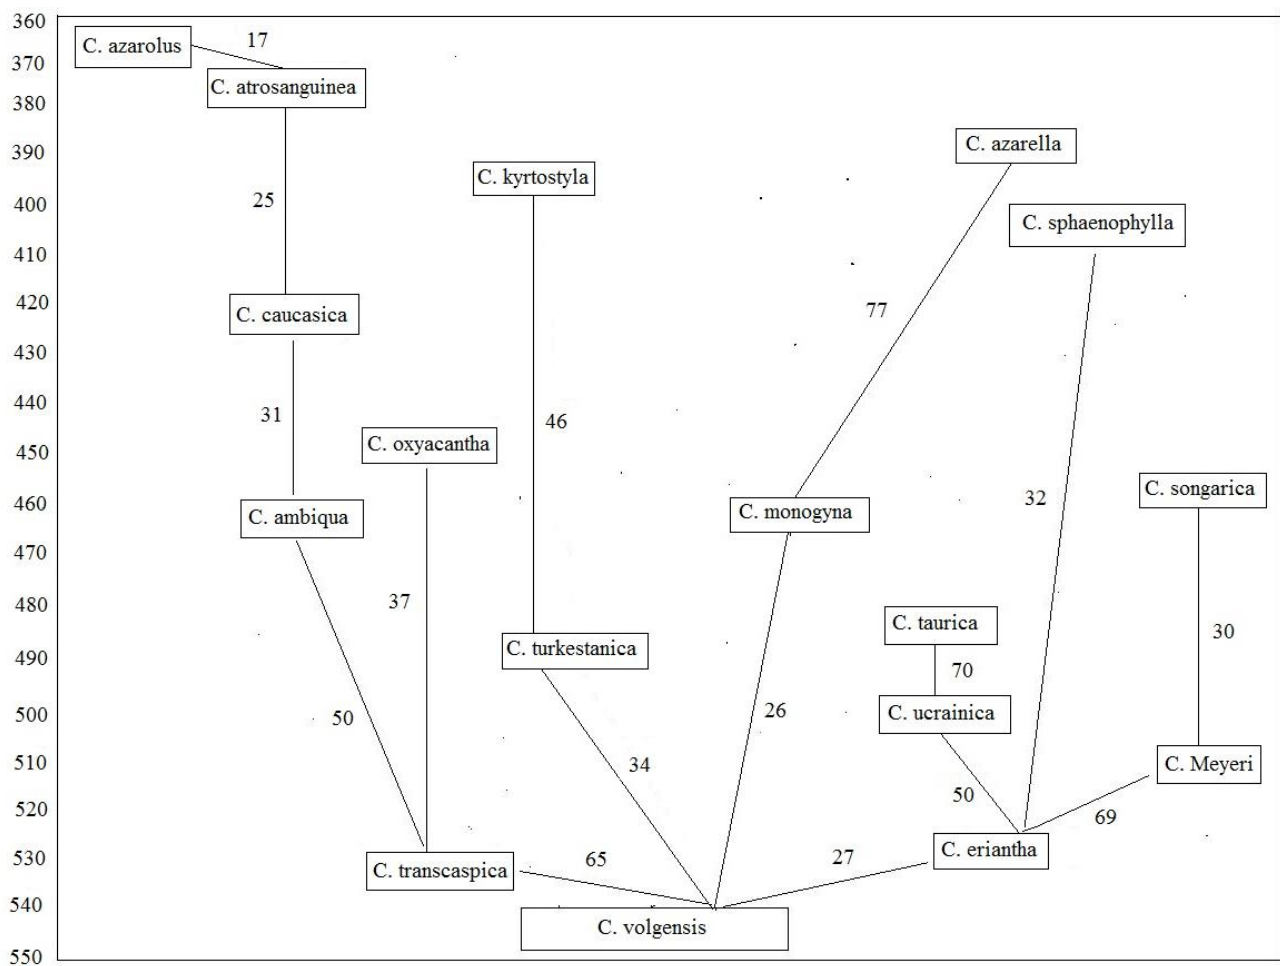 360
370
380
390
400
410
420
430
440
450
460
470
480
490
500
510
520
530
540
550
C. azarolus
17
C. atrosanguinea
25
C. caucasica
31
C. ambiqua
50
C. oxyacantha
37
C. transcaspica
65
C. kyrtostyla
46
C. turkestanica
34
C. azarella
77
C. monogyna
26
C. sphaenophylla
32
C. taurica
70
C. ucrainica
50
C. songarica
30
C. Meyeri
69
C. eriantha
27
C. volgensis